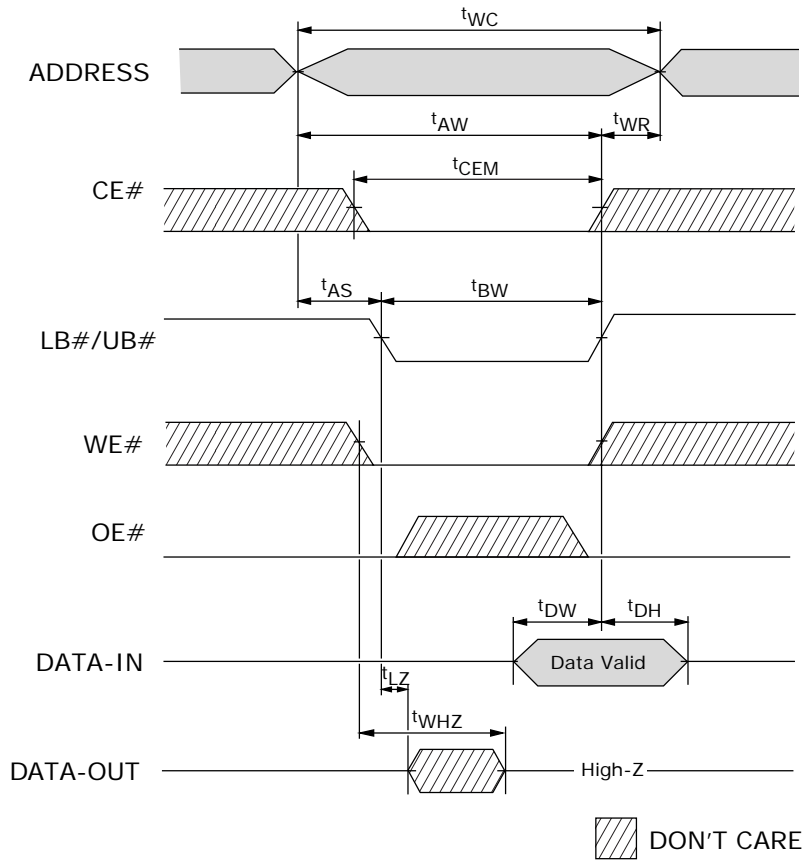 tWC
ADDRESS
tAW
tWR
tCEM
CE#
tAS
tBW
LB#/UB#
WE#
OE#
tDW
tDH
DATA-IN
Data Valid
tLZ
tWHZ
DATA-OUT
High-Z
DON'T CARE